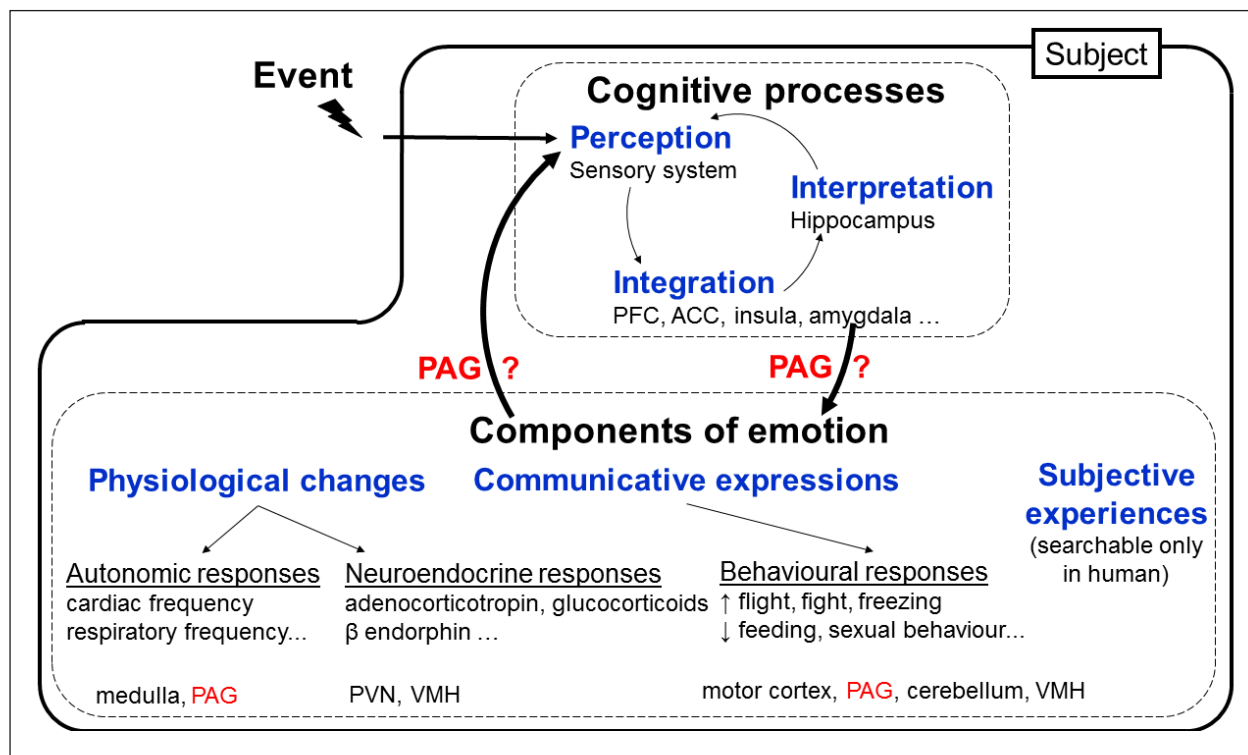 Subject
Event
Cognitive processes
Perception
Sensory system
Interpretation
Hippocampus
Integration
PFC, ACC, insula, amygdala ...
PAG ?
PAG ?
Components of emotion
Physiological changes
Communicative expressions
Subjective
experiences
(searchable only
in human)
Autonomic responses
cardiac frequency
respiratory frequency...
Neuroendocrine responses
adenocorticotropin, glucocorticoids
β endorphin ...
Behavioural responses
↑ flight, fight, freezing
↓ feeding, sexual behaviour...
medulla, PAG
PVN, VMH
motor cortex, PAG, cerebellum, VMH